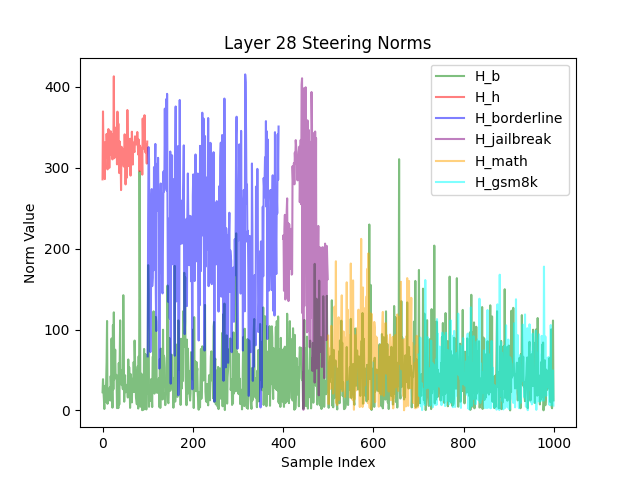 Layer 28 Steering Norms
H_b
H_h
H_borderline
H_jailbreak
H_math
H_gsm8k
Norm Value
400
300
200
100
0
0 200 400 600 800 1000
Sample Index